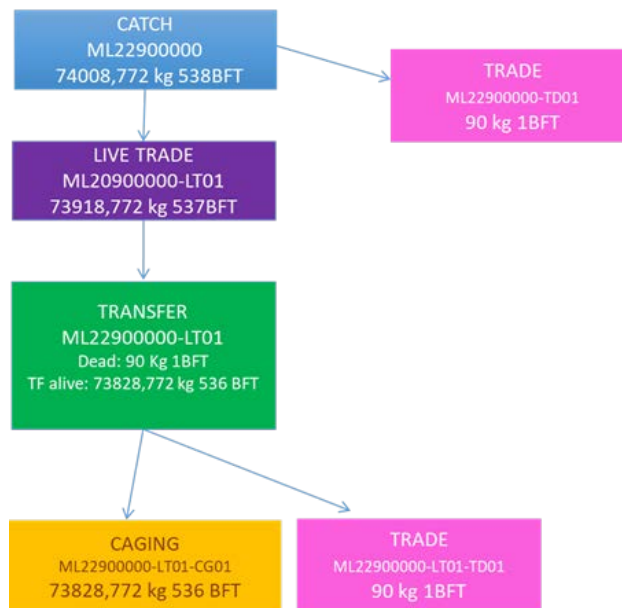 CATCH
ML22900000
74008,772 kg 538BFT
TRADE
ML22900000-TD01
90 kg 1BFT
LIVE TRADE
ML20900000-LT01
73918,772 kg 537BFT
TRANSFER
ML22900000-LT01
Dead: 90 Kg 1BFT
TF alive: 73828,772 kg 536 BFT
CAGING
ML22900000-LT01-CG01
73828,772 kg 536 BFT
TRADE
ML22900000-LT01-TD01
90 kg 1BFT